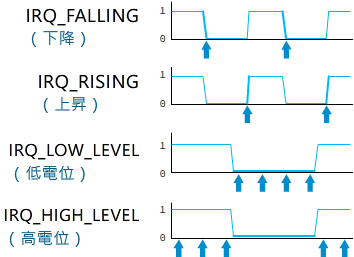 IRQ_FALLING
(下降)
1
0
IRQ_RISING
(上昇)
1
0
IRQ_LOW_LEVEL
(低電位)
1
0
IRQ_HIGH_LEVEL
(高電位)
1
0